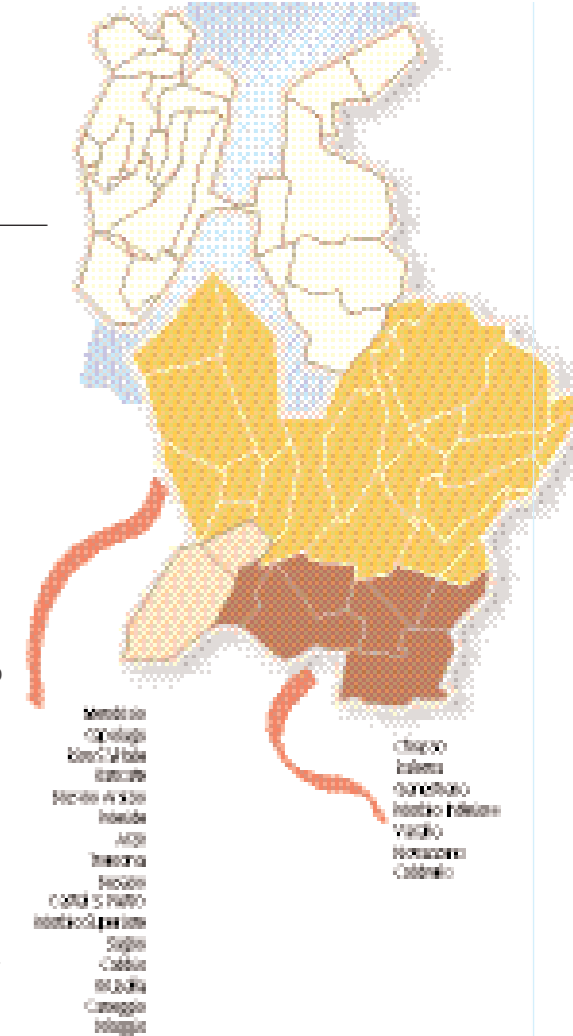 Mendrisio
Capolago
Riva S.Vitale
Rancate
Meride
Arzo
Tremona
Castel S. Pietro
Morbio Superiore
Sagno
Cabbio
Bruzella
Caneggio
Muggio
Chiasso
Balerna
Genestrerio
Morbio Inferiore
Vacallo
Novazzano
Coldrerio